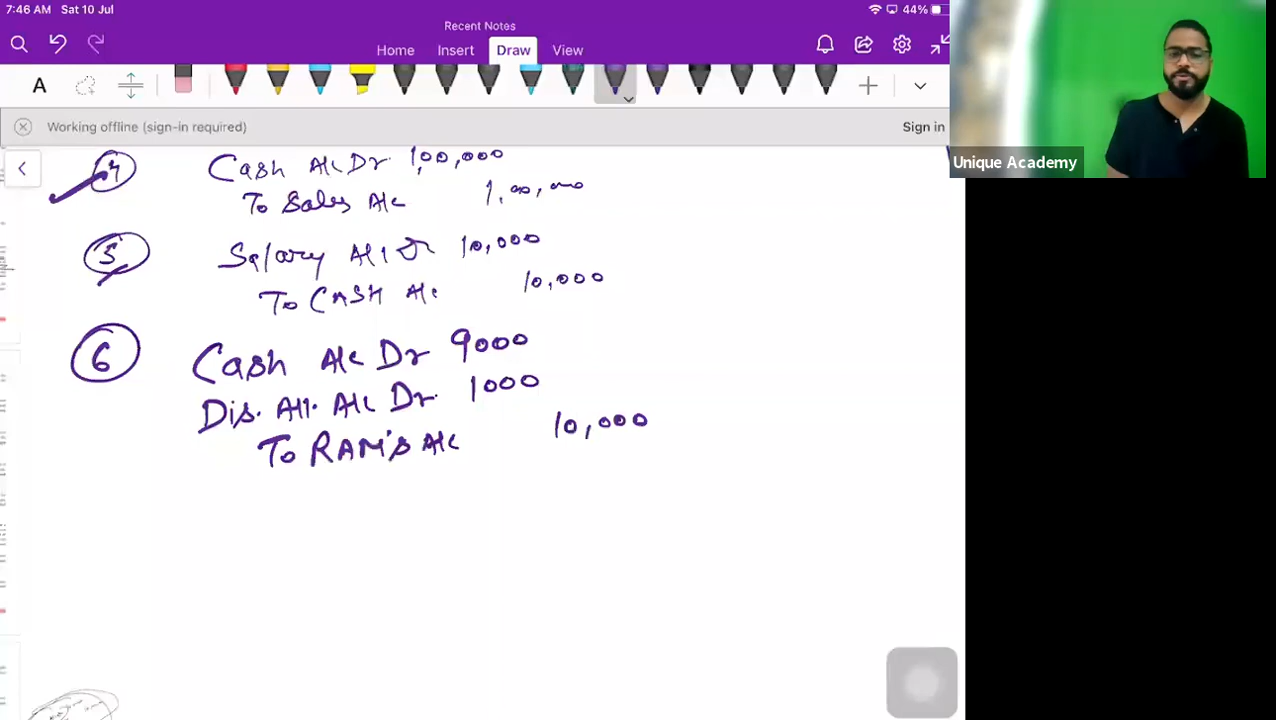 7:46 AM Sat 10 Jul
44%
Recent Notes
Home Insert Draw View
A
Working offline (sign-in required)
Sign in
Unique Academy
4 Cash A/c Dr. 1,00,000
To Sales A/c 1,00,000
5 Salary A/c Dr 10,000
To CASH A/c 10,000
6 Cash A/c Dr 9000
Dis. All. A/c Dr. 1000
To RAM'S A/c 10,000